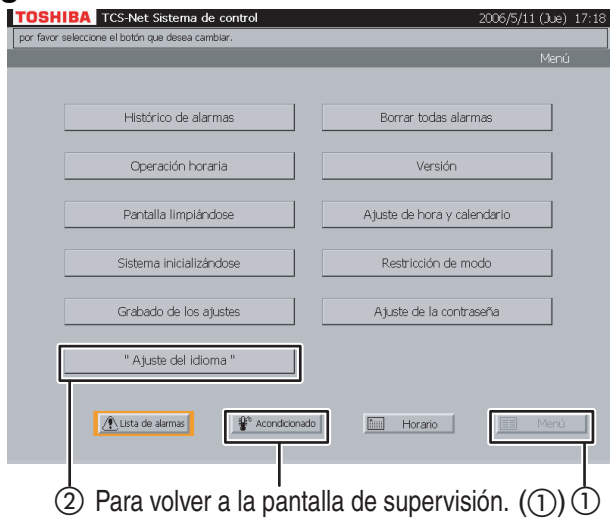 TOSHIBA TCS-Net Sistema de control 2006/5/11 (Jue) 17:18
por favor seleccione el botón que desea cambiar.
Menú
Histórico de alarmas Borrar todas alarmas
Operación horaria Versión
Pantalla limpiándose Ajuste de hora y calendario
Sistema inicializándose Restricción de modo
Grabado de los ajustes Ajuste de la contraseña
" Ajuste del idioma "
Lista de alarmas Acondicionado Horario Menú
② Para volver a la pantalla de supervisión. (①) ①